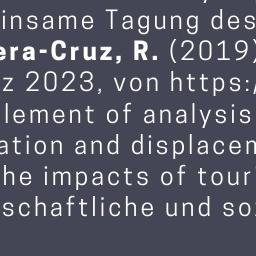 insame Tagung des
era-Cruz, R. (2019)
z 2023, von https:/
lement of analysis
ation and displacem
he impacts of tour
schaftliche und so